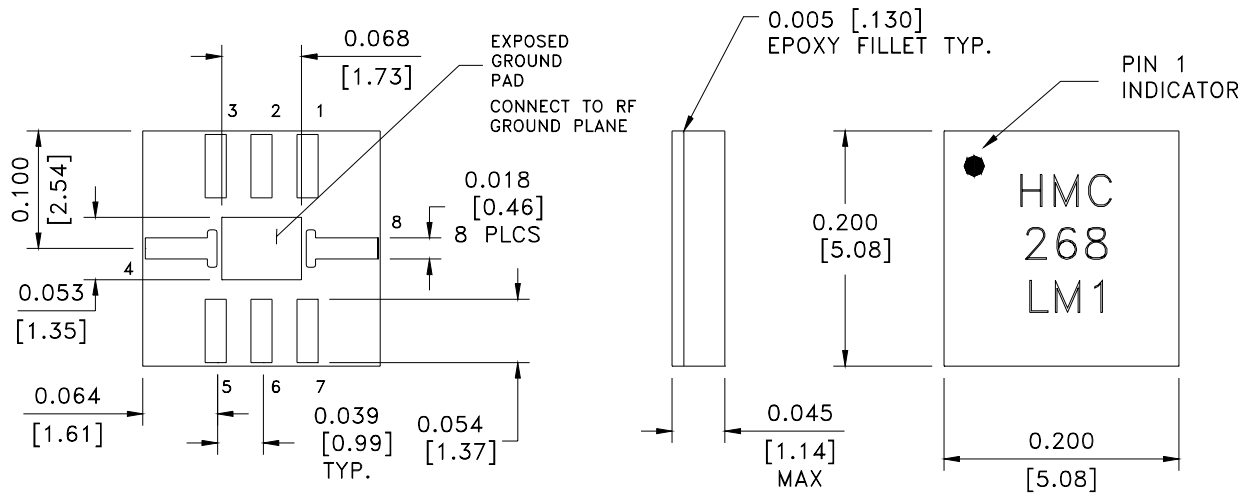 0.068
[1.73]
EXPOSED
GROUND
PAD
CONNECT TO RF
GROUND PLANE
3
2
1
0.100
[2.54]
0.018
[0.46]
8 PLCS
8
4
0.053
[1.35]
5
6
7
0.064
[1.61]
0.039
[0.99]
TYP.
0.054
[1.37]
0.005 [.130]
EPOXY FILLET TYP.
0.045
[1.14]
MAX
PIN 1
INDICATOR
0.200
[5.08]
HMC
268
LM1
0.200
[5.08]